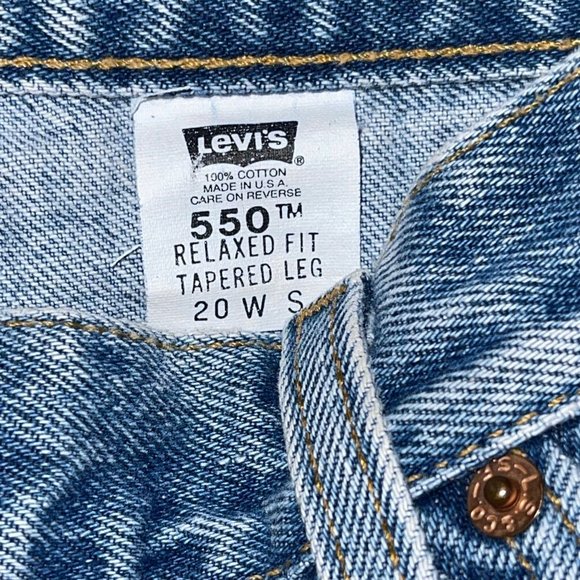 Levi's ®
100% COTTON
MADE IN U.S.A.
CARE ON REVERSE
550™
RELAXED FIT
TAPERED LEG
20 W S